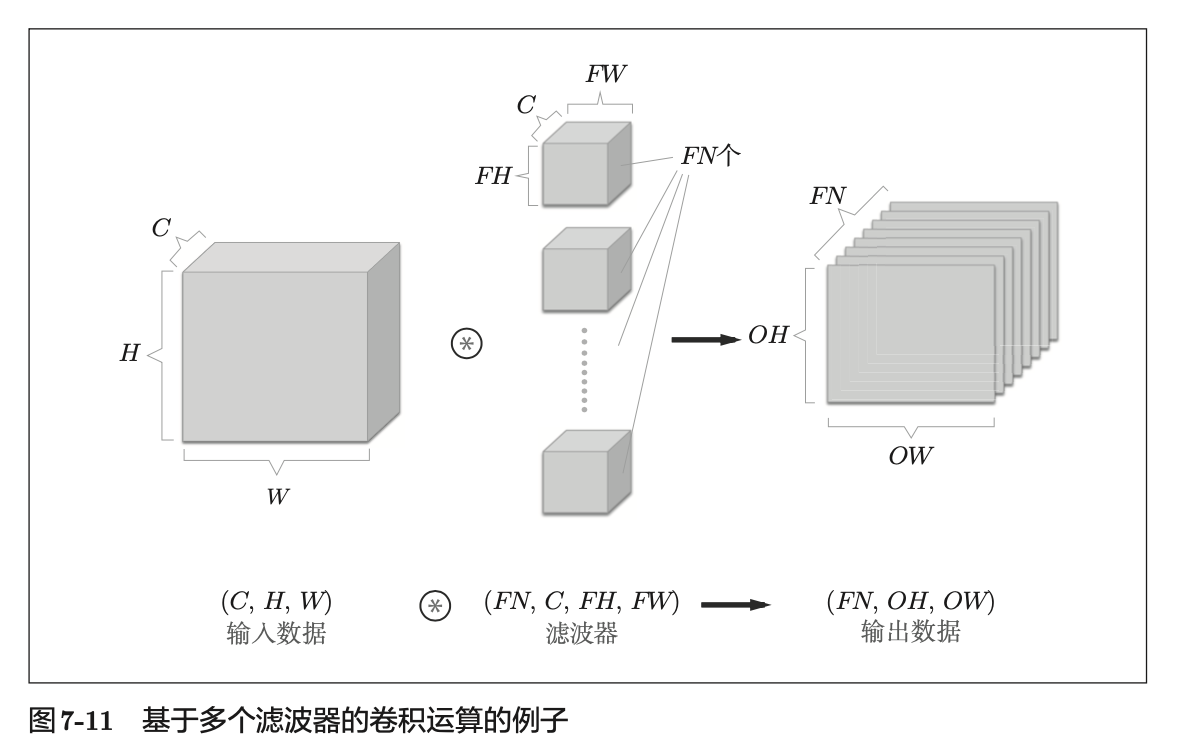 FW
C
FH
FN个
C
H
W
FN
OH
OW
(C, H, W)
(FN, C, FH, FW)
(FN, OH, OW)
输入数据
滤波器
输出数据
图7-11 基于多个滤波器的卷积运算的例子